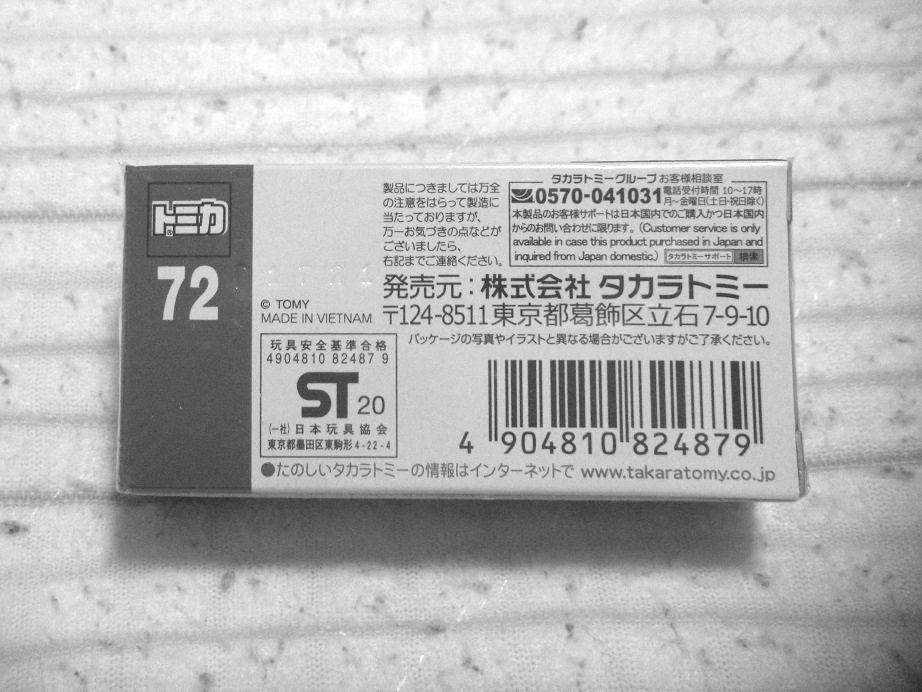 トミカ®
72
© TOMY
MADE IN VIETNAM
製品につきましては万全
の注意をはらって製造に
当たっておりますが、
万一お気づきの点などが
ございましたら、
右記までご連絡ください。
タカラトミーグループ お客様相談室
0570-041031 電話受付時間 10〜17時
月〜金曜日(土日・祝日除く)
本製品のお客様サポートは日本国内でのご購入かつ日本国内
からのお問い合わせに限ります。(Customer service is only
available in case this product purchased in Japan and
inquired from Japan domestic.) タカラトミーサポート 検索
発売元:株式会社 タカラトミー
〒124-8511 東京都葛飾区立石7-9-10
パッケージの写真やイラストと異なる場合がございますがご了承ください。
玩具安全基準合格
4904810 82487 9
ST 20
(一社)日本玩具協会
東京都墨田区東駒形4-22-4
4 904810 824879
●たのしいタカラトミーの情報はインターネットで www.takaratomy.co.jp